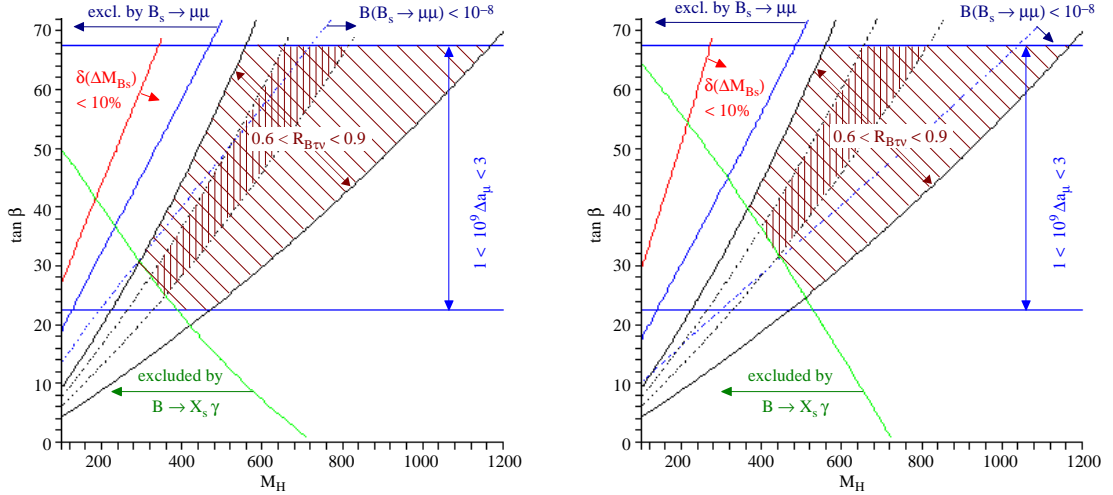 excl. by B_s → μμ
B(B_s → μμ) < 10^−8
70
60
50
40
30
20
10
0
tan β
δ(ΔM_Bs)
< 10%
0.6 < R_Bτν < 0.9
1 < 10^9 Δa_μ < 3
excluded by
B → X_s γ
200 400 600 800 1000 1200
M_H
excl. by B_s → μμ
B(B_s → μμ) < 10^−8
70
60
50
40
30
20
10
0
tan β
δ(ΔM_Bs)
< 10%
0.6 < R_Bτν < 0.9
1 < 10^9 Δa_μ < 3
excluded by
B → X_s γ
200 400 600 800 1000 1200
M_H